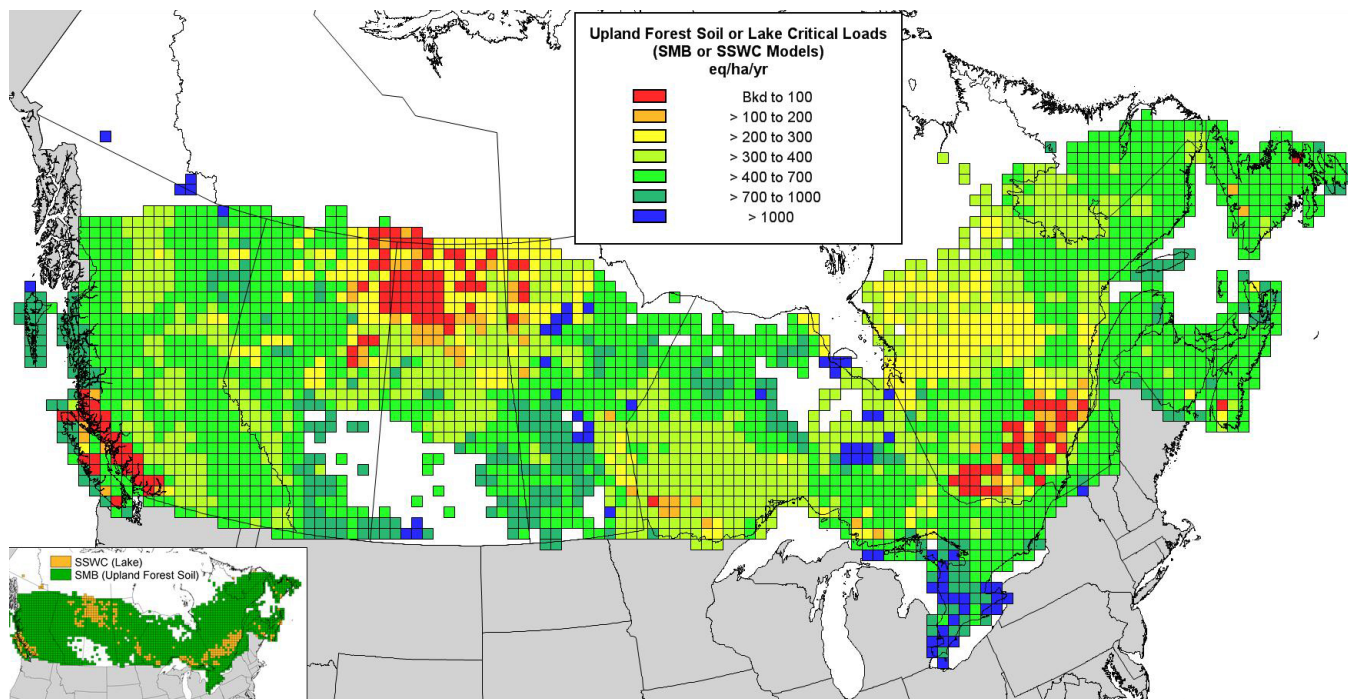 Upland Forest Soil or Lake Critical Loads
(SMB or SSWC Models)
eq/ha/yr
Bkd to 100
> 100 to 200
> 200 to 300
> 300 to 400
> 400 to 700
> 700 to 1000
> 1000
SSWC (Lake)
SMB (Upland Forest Soil)